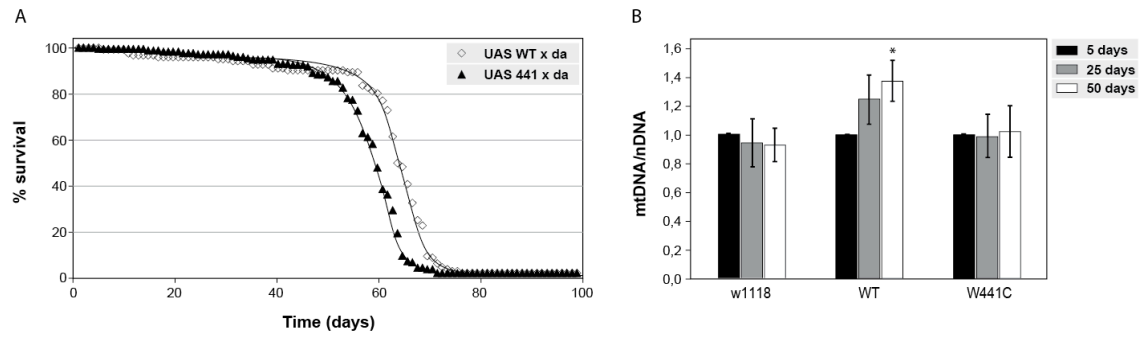 A
% survival
100
80
60
40
20
0
UAS WT x da
UAS 441 x da
0 20 40 60 80 100
Time (days)
B
mtDNA/nDNA
1,6
1,4
1,2
1,0
0,8
0,6
0,4
0,2
0,0
*
w1118 WT W441C
5 days
25 days
50 days